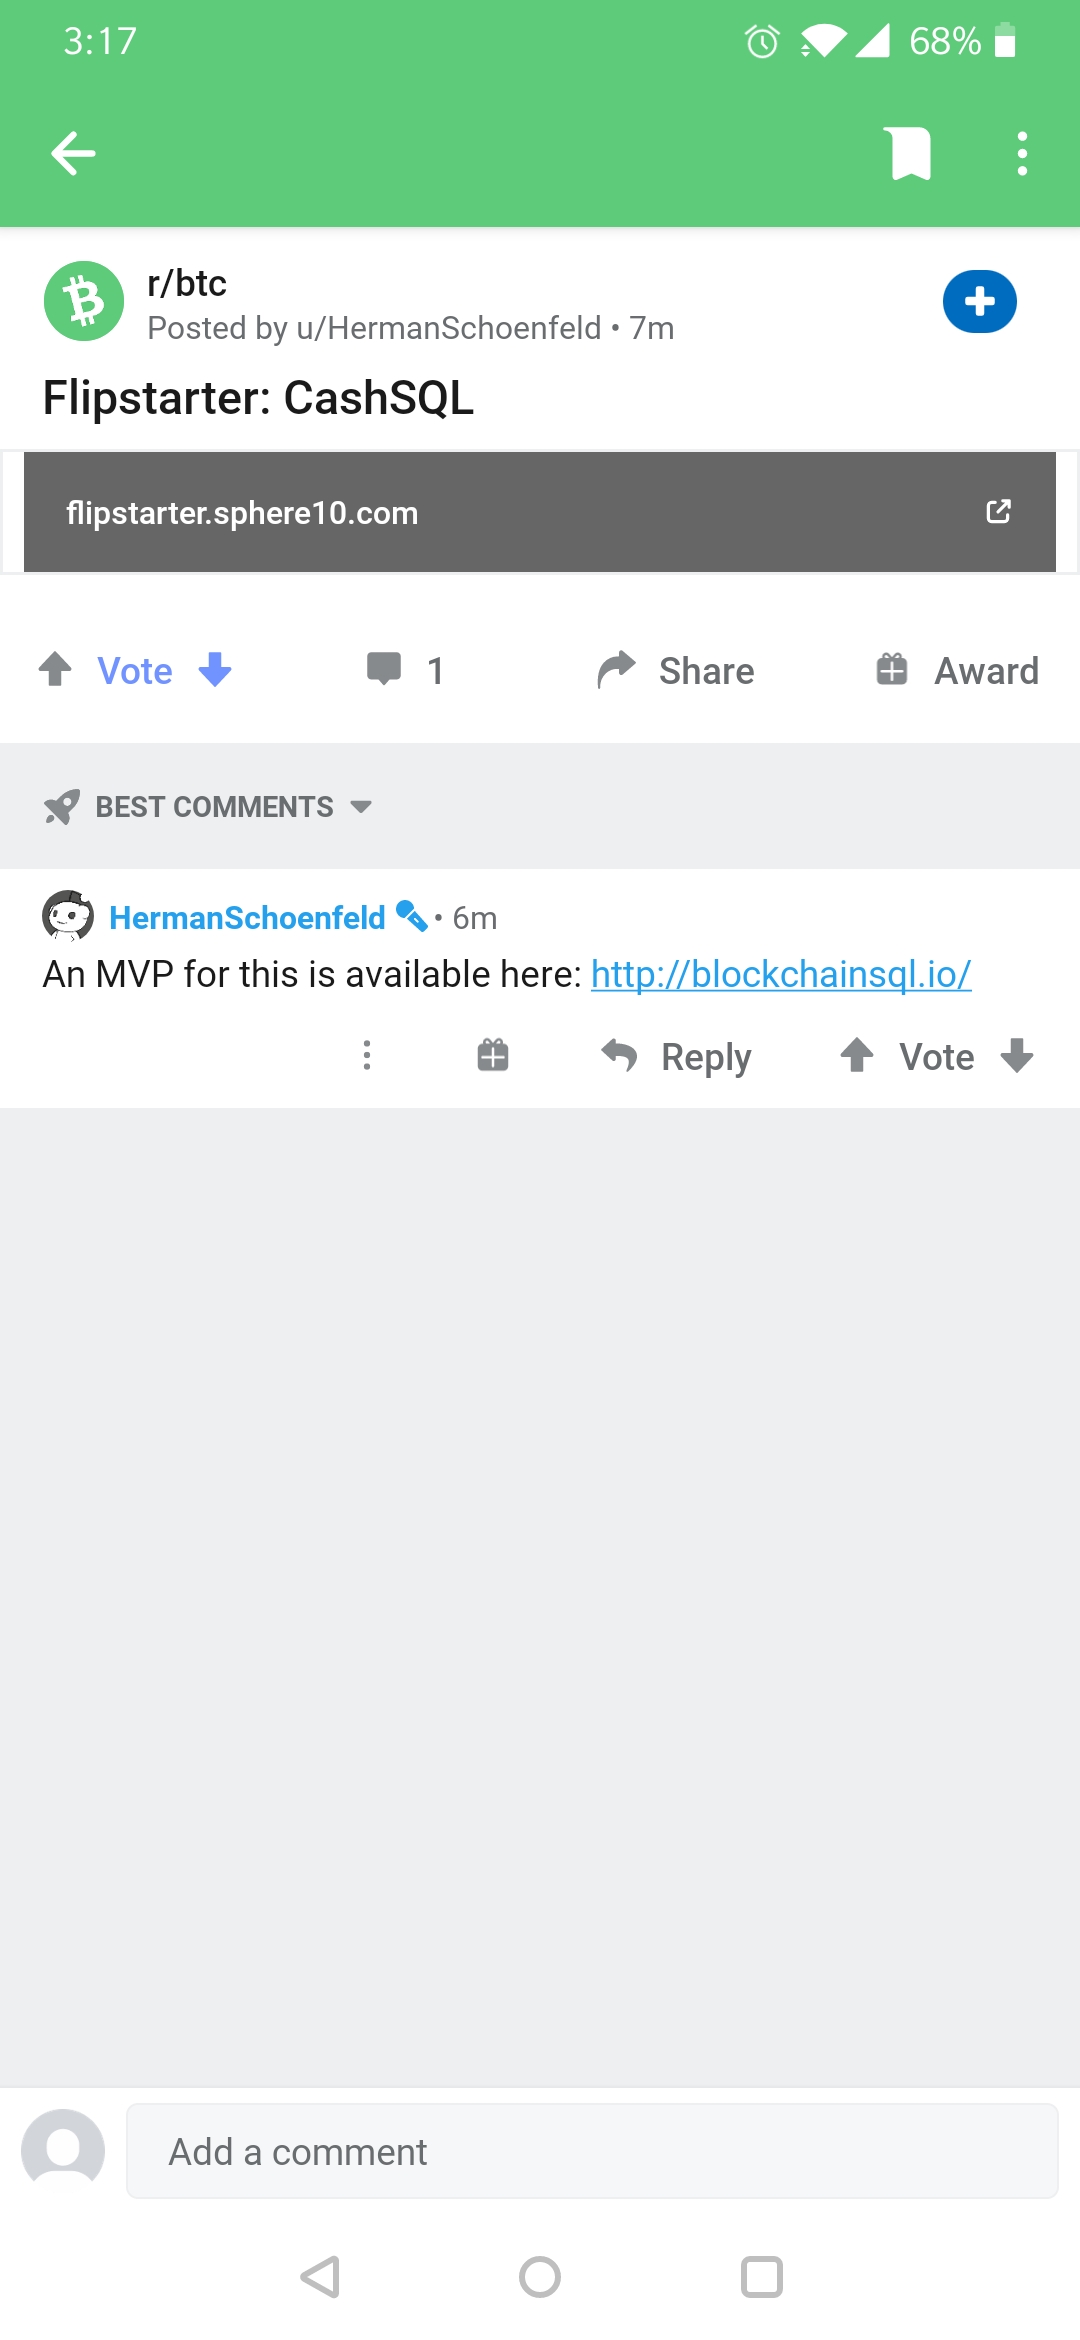 3:17
68%
r/btc
Posted by u/HermanSchoenfeld • 7m
Flipstarter: CashSQL
flipstarter.sphere10.com
Vote
1
Share
Award
BEST COMMENTS
HermanSchoenfeld • 6m
An MVP for this is available here: http://blockchainsql.io/
Reply
Vote
Add a comment